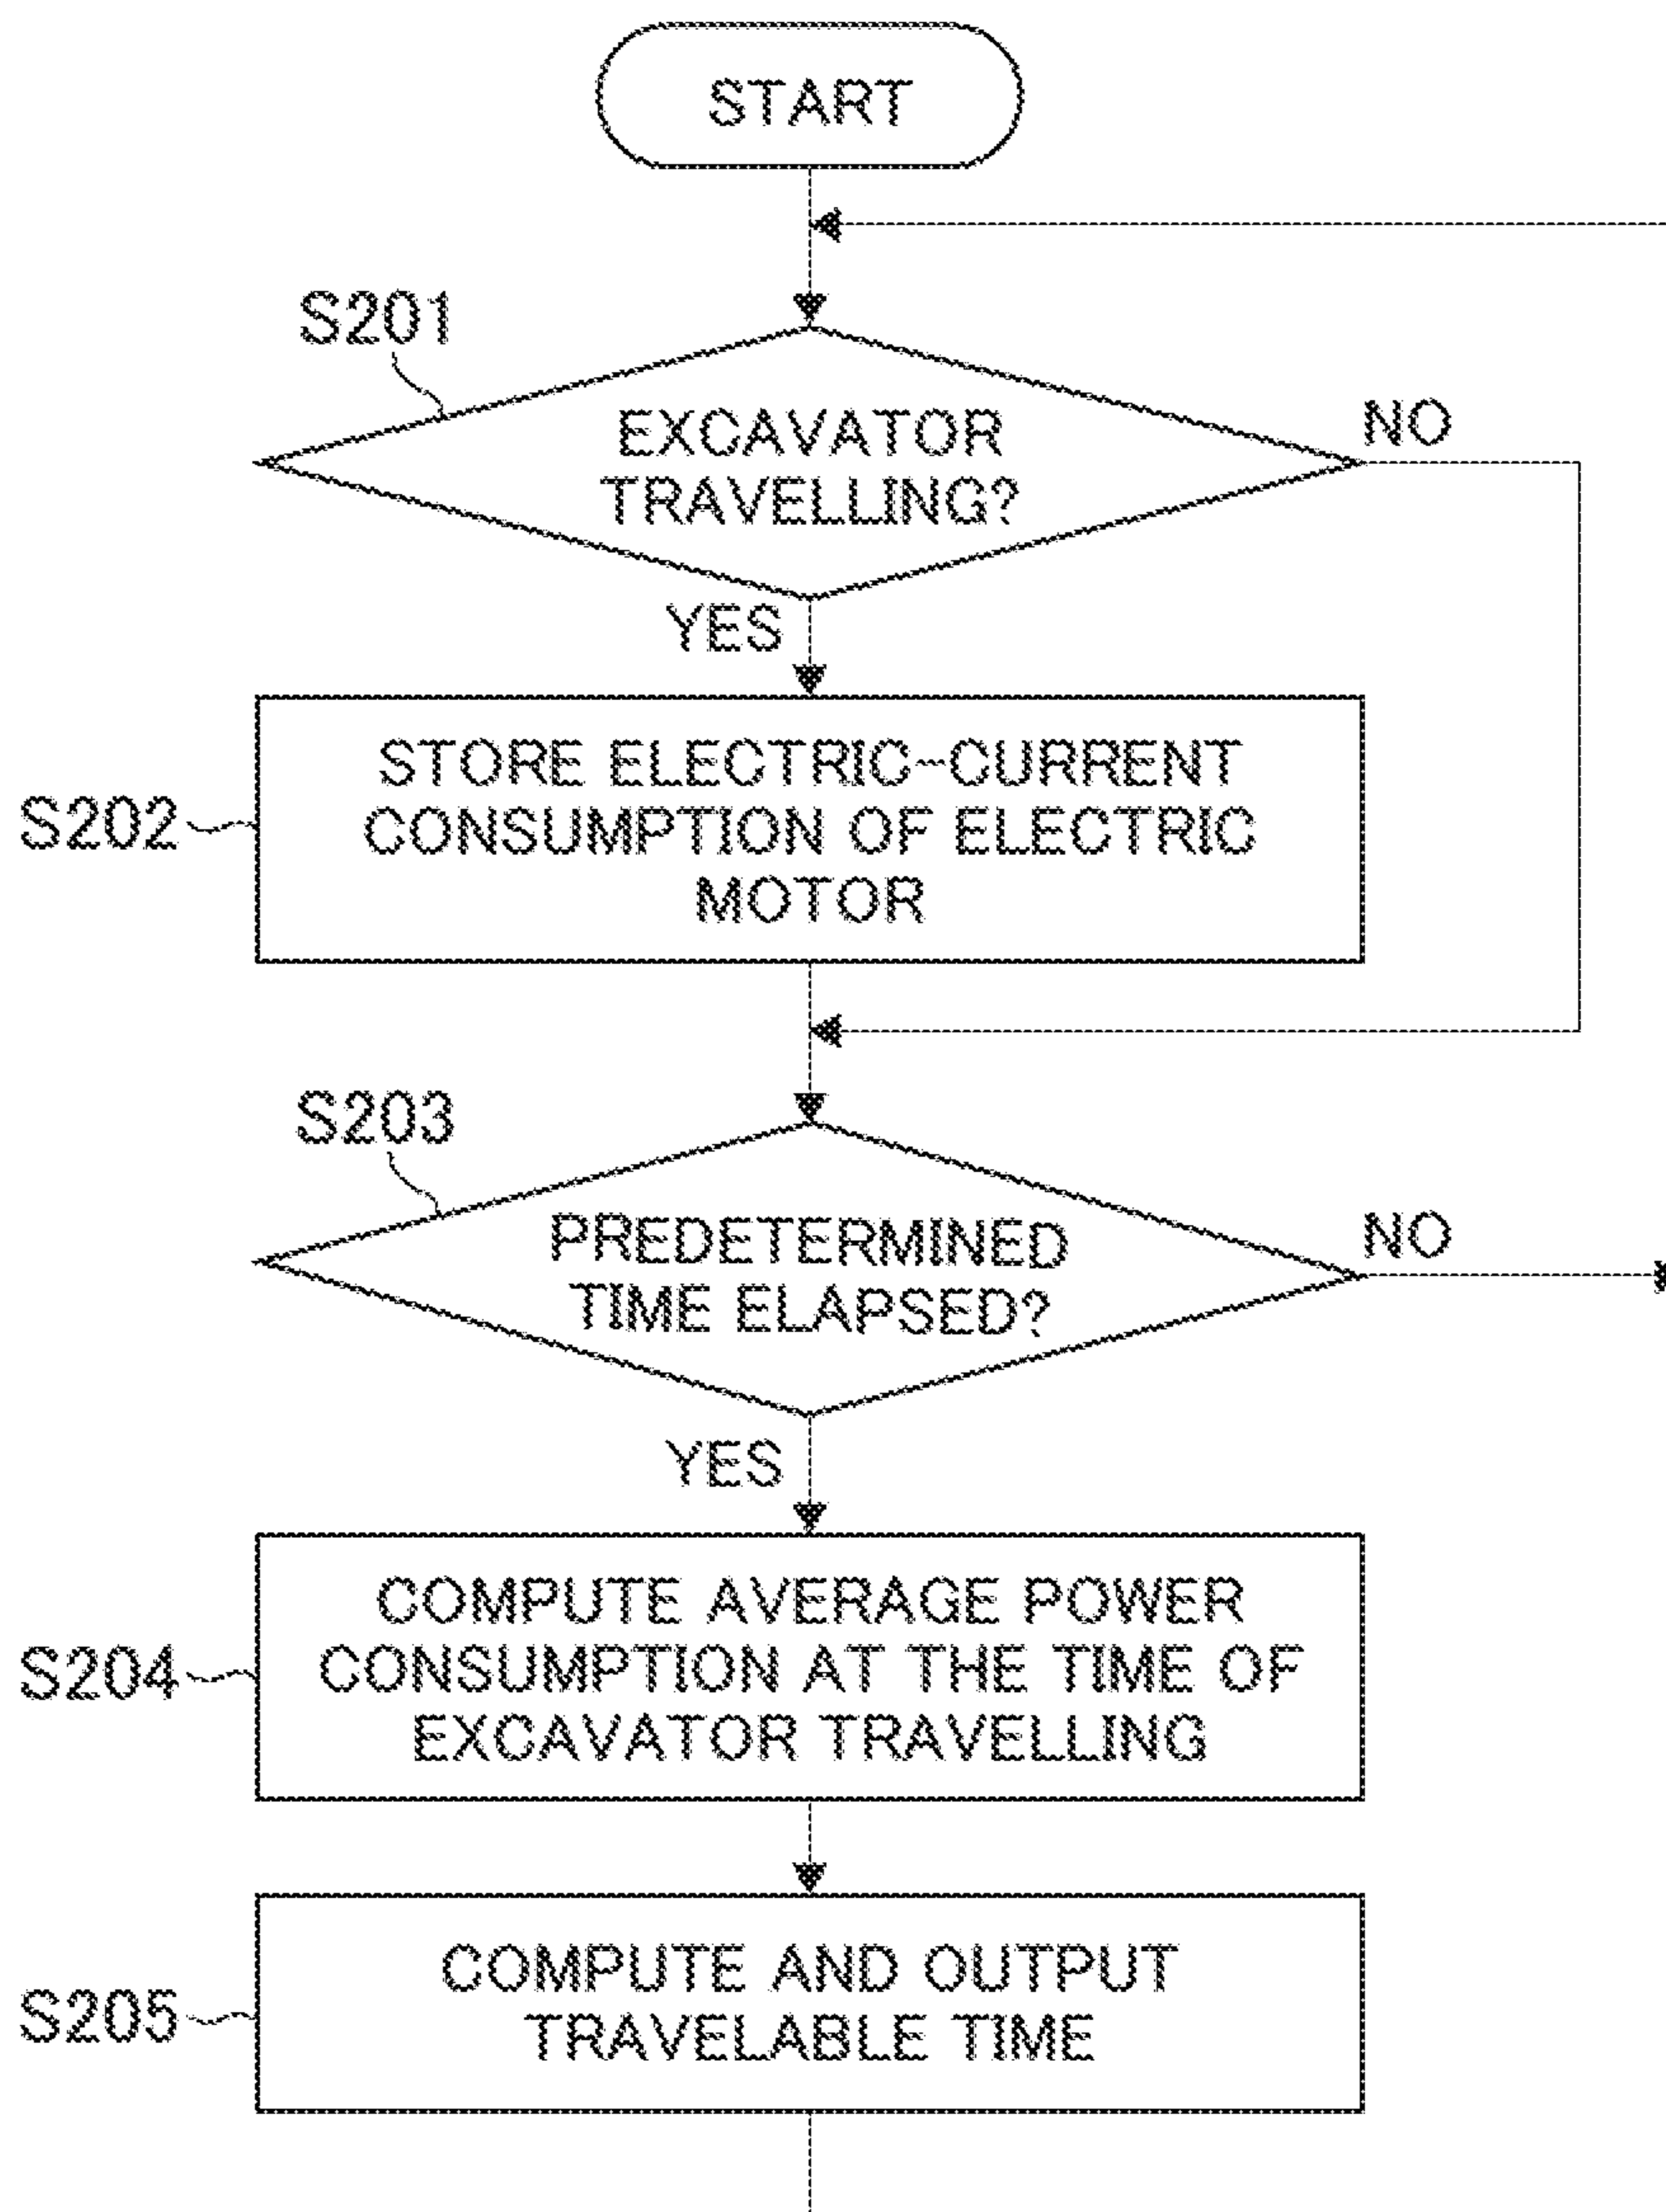 START
S201
EXCAVATOR
TRAVELLING?
NO
YES
S202
STORE ELECTRIC-CURRENT
CONSUMPTION OF ELECTRIC
MOTOR
S203
PREDETERMINED
TIME ELAPSED?
NO
YES
S204
COMPUTE AVERAGE POWER
CONSUMPTION AT THE TIME OF
EXCAVATOR TRAVELLING
S205
COMPUTE AND OUTPUT
TRAVELABLE TIME